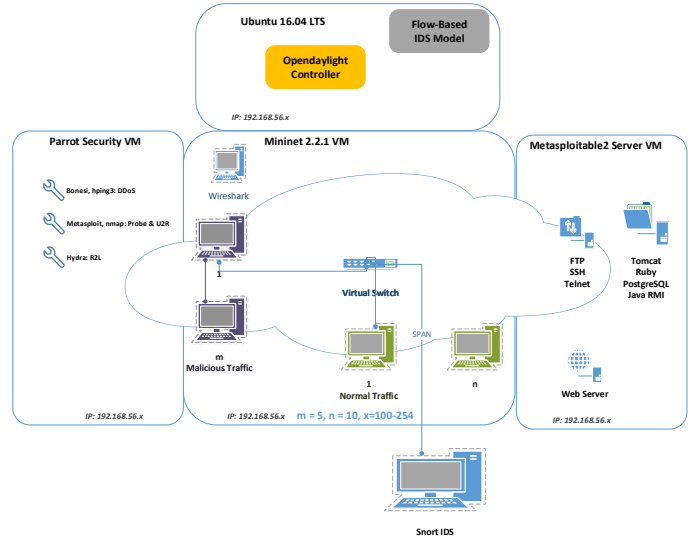 Ubuntu 16.04 LTS
Flow-Based
IDS Model
Opendaylight
Controller
IP: 192.168.56.x
Parrot Security VM
Bonesi, hping3: DDoS
Metasploit, nmap: Probe & U2R
Hydra: R2L
IP: 192.168.56.x
Mininet 2.2.1 VM
Wireshark
1
Virtual Switch
SPAN
m
Malicious Traffic
1
Normal Traffic
n
IP: 192.168.56.x
m = 5, n = 10, x=100-254
Metasploitable2 Server VM
FTP
SSH
Telnet
Tomcat
Ruby
PostgreSQL
Java RMI
Web Server
IP: 192.168.56.x
Snort IDS